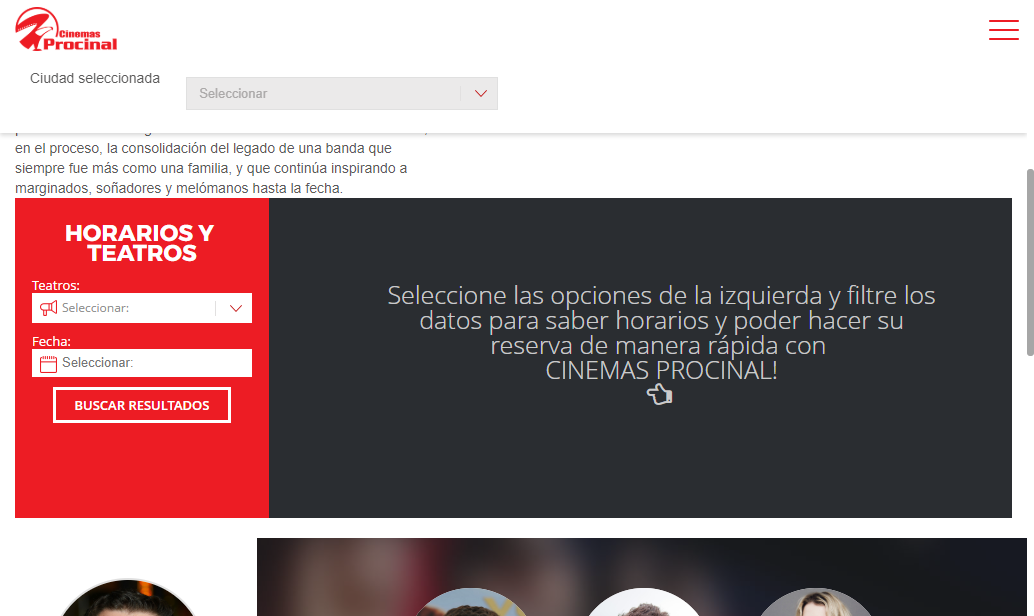 Cinemas
Procinal
Ciudad seleccionada
Seleccionar
en el proceso, la consolidación del legado de una banda que
siempre fue más como una familia, y que continúa inspirando a
marginados, soñadores y melómanos hasta la fecha.
HORARIOS Y
TEATROS
Teatros:
Seleccionar:
Fecha:
Seleccionar:
BUSCAR RESULTADOS
Seleccione las opciones de la izquierda y filtre los
datos para saber horarios y poder hacer su
reserva de manera rápida con
CINEMAS PROCINAL!